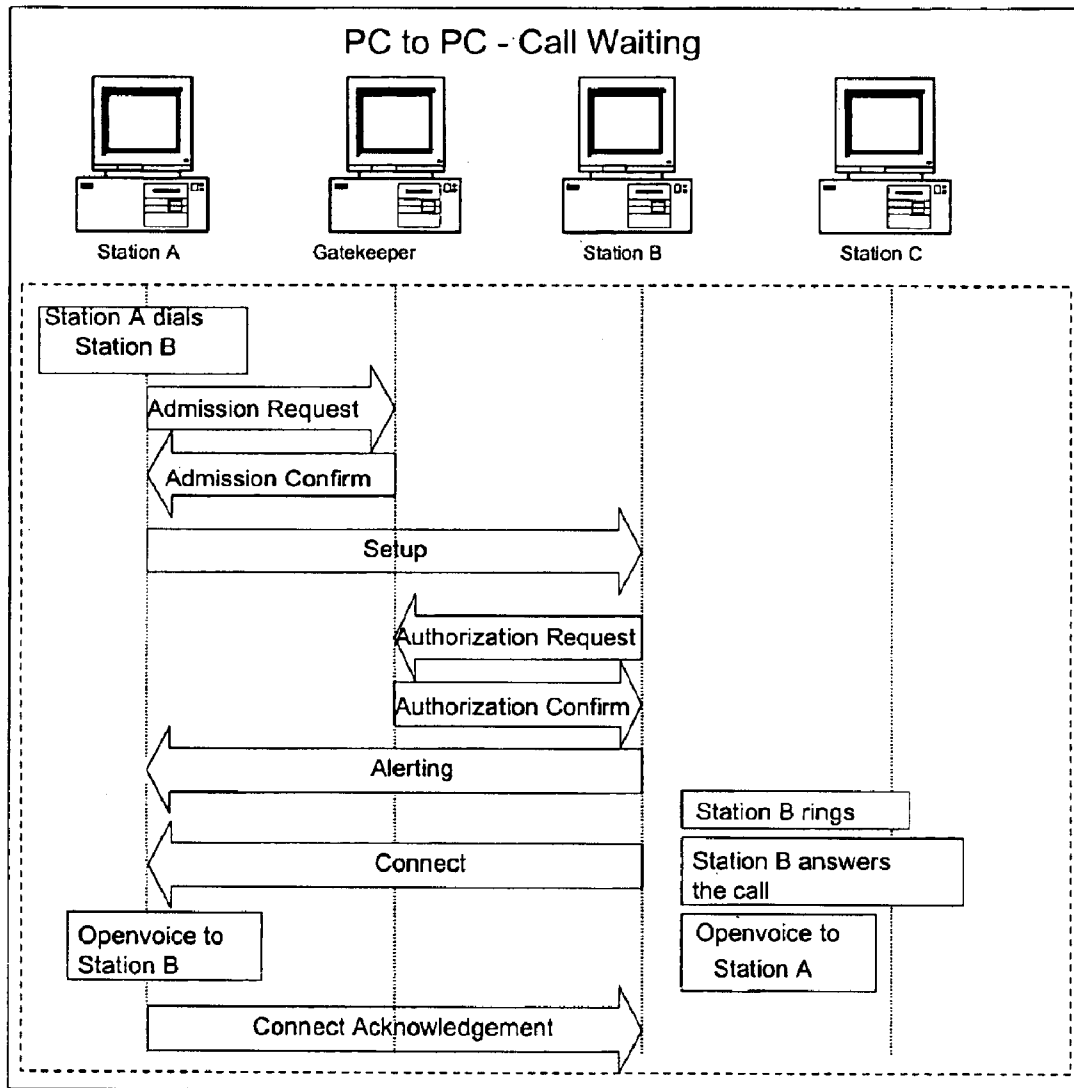 PC to PC - Call Waiting
Station A
Gatekeeper
Station B
Station C
Station A dials
Station B
Admission Request
Admission Confirm
Setup
Authorization Request
Authorization Confirm
Alerting
Station B rings
Connect
Station B answers
the call
Openvoice to
Station B
Openvoice to
Station A
Connect Acknowledgement